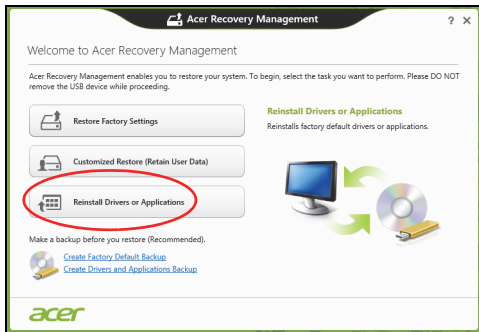 Acer Recovery Management
? ×
Welcome to Acer Recovery Management
Acer Recovery Management enables you to restore your system. To begin, select the task you want to perform. Please DO NOT
remove the USB device while proceeding.
Restore Factory Settings
Customized Restore (Retain User Data)
Reinstall Drivers or Applications
Reinstall Drivers or Applications
Reinstalls factory default drivers or applications.
Make a backup before you restore (Recommended).
Create Factory Default Backup
Create Drivers and Applications Backup
acer